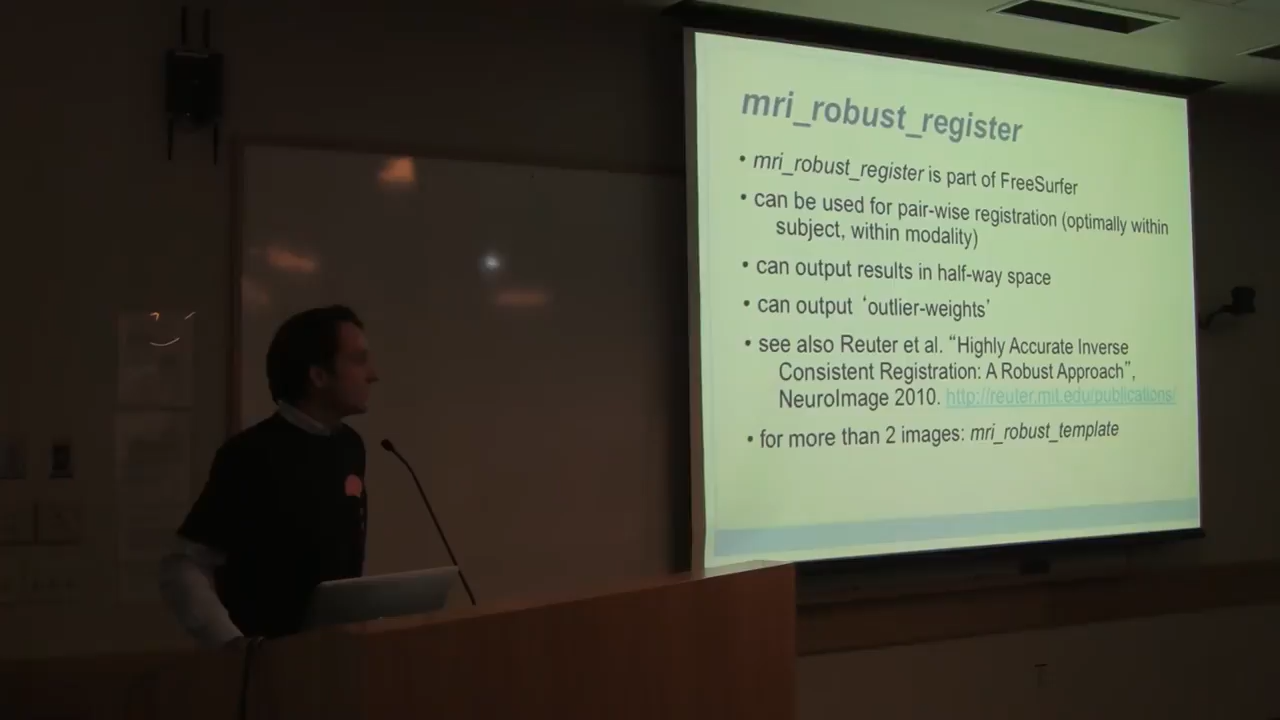 mri_robust_register
• mri_robust_register is part of FreeSurfer
• can be used for pair-wise registration (optimally within
subject, within modality)
• can output results in half-way space
• can output ‘outlier-weights’
• see also Reuter et al. “Highly Accurate Inverse
Consistent Registration: A Robust Approach”,
NeuroImage 2010. http://reuter.mit.edu/publications/
• for more than 2 images: mri_robust_template